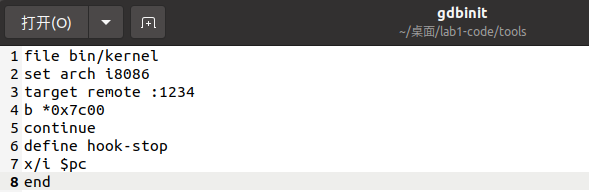 打开(O)
gdbinit
~/桌面/lab1-code/tools
1 file bin/kernel
2 set arch i8086
3 target remote :1234
4 b *0x7c00
5 continue
6 define hook-stop
7 x/i $pc
8 end